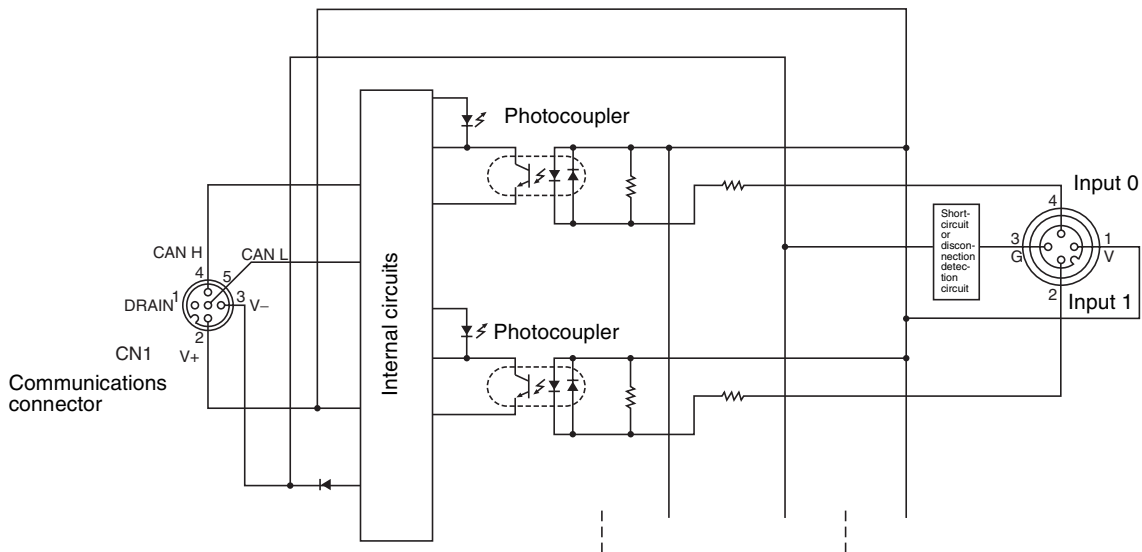 Photocoupler
Input 0
4
Short-
circuit
or
discon-
nection
detec-
tion
circuit
3
G
1
V
2
Input 1
CAN H
4
CAN L
5
DRAIN
1
3
V–
2
CN1
V+
Communications
connector
Internal circuits
Photocoupler